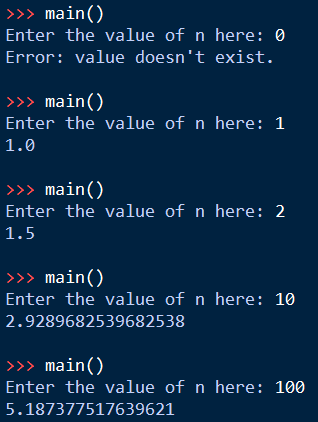 >>> main()
Enter the value of n here: 0
Error: value doesn't exist.
>>> main()
Enter the value of n here: 1
1.0
>>> main()
Enter the value of n here: 2
1.5
>>> main()
Enter the value of n here: 10
2.9289682539682538
>>> main()
Enter the value of n here: 100
5.187377517639621